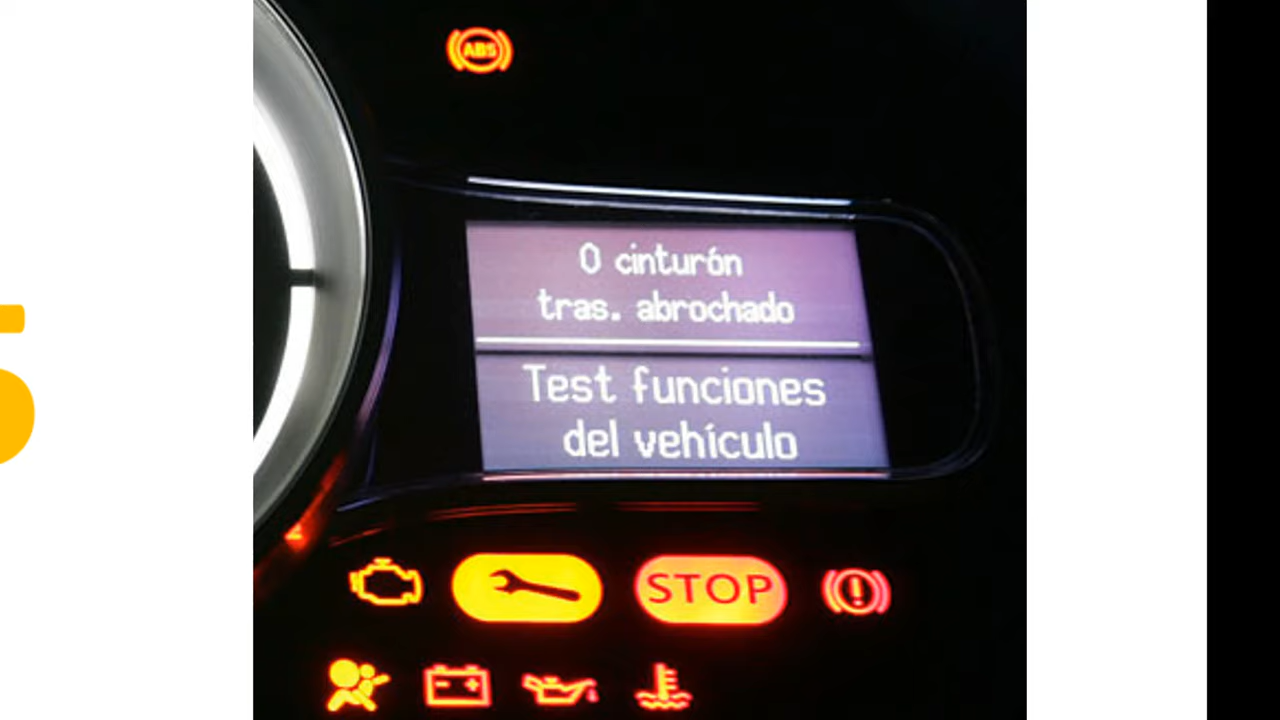 ABS
0 cinturón
tras. abrochado
Test funciones
del vehículo
STOP